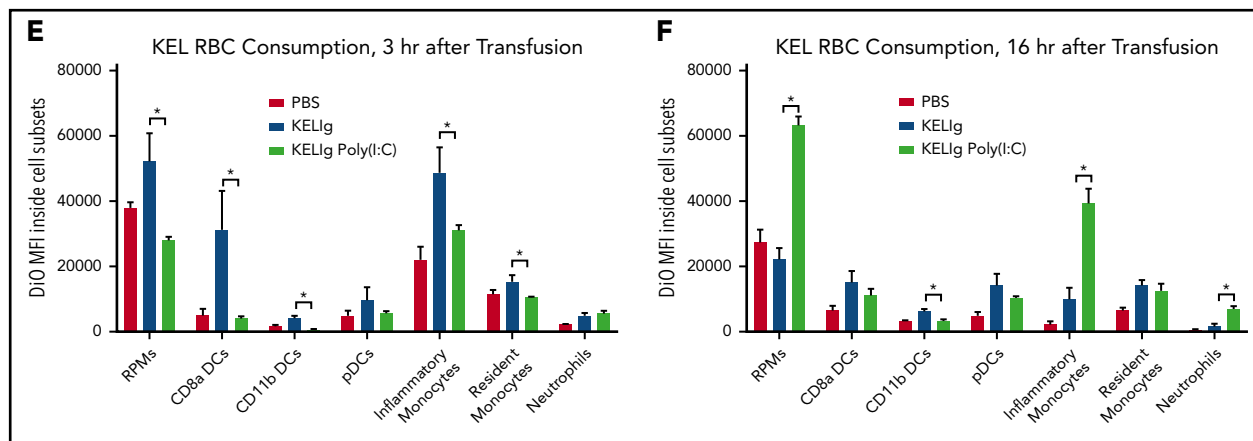 E
KEL RBC Consumption, 3 hr after Transfusion
DiO MFI inside cell subsets
80000
60000
40000
20000
0
PBS
KELIg
KELIg Poly(I:C)
*
*
*
*
*
RPMs
CD8a DCs
CD11b DCs
pDCs
Inflammatory
Monocytes
Resident
Monocytes
Neutrophils
F
KEL RBC Consumption, 16 hr after Transfusion
DiO MFI inside cell subsets
80000
60000
40000
20000
0
PBS
KELIg
KELIg Poly(I:C)
*
*
*
*
RPMs
CD8a DCs
CD11b DCs
pDCs
Inflammatory
Monocytes
Resident
Monocytes
Neutrophils